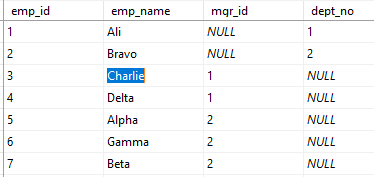 emp_id emp_name mqr_id dept_no
1 Ali NULL 1
2 Bravo NULL 2
3 Charlie 1 NULL
4 Delta 1 NULL
5 Alpha 2 NULL
6 Gamma 2 NULL
7 Beta 2 NULL